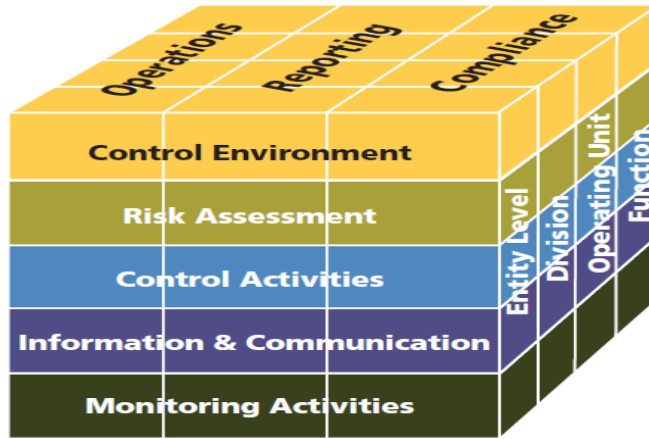 Operations
Reporting
Compliance
Control Environment
Risk Assessment
Control Activities
Information & Communication
Monitoring Activities
Entity Level
Division
Operating Unit
Function